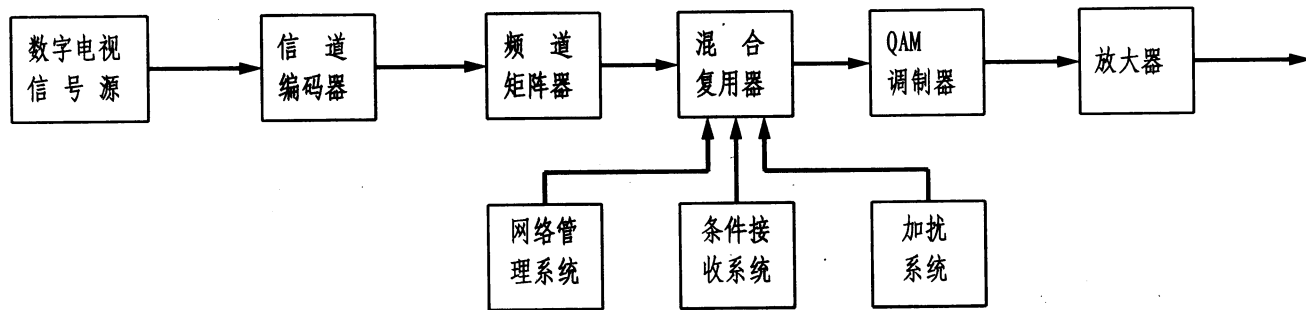 数字电视
信号源
信道
编码器
频道
矩阵器
混合
复用器
QAM
调制器
放大器
网络管
理系统
条件接
收系统
加扰
系统